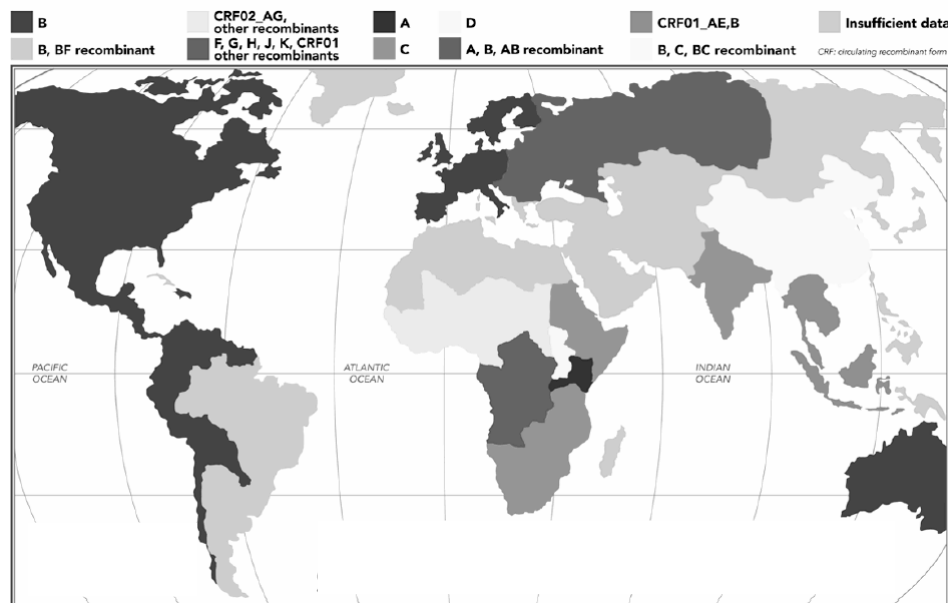 B
CRF02_AG,
other recombinants
A
D
CRF01_AE,B
Insufficient data
B, BF recombinant
F, G, H, J, K, CRF01
other recombinants
C
A, B, AB recombinant
B, C, BC recombinant
CRF: circulating recombinant form
PACIFIC
OCEAN
ATLANTIC
OCEAN
INDIAN
OCEAN